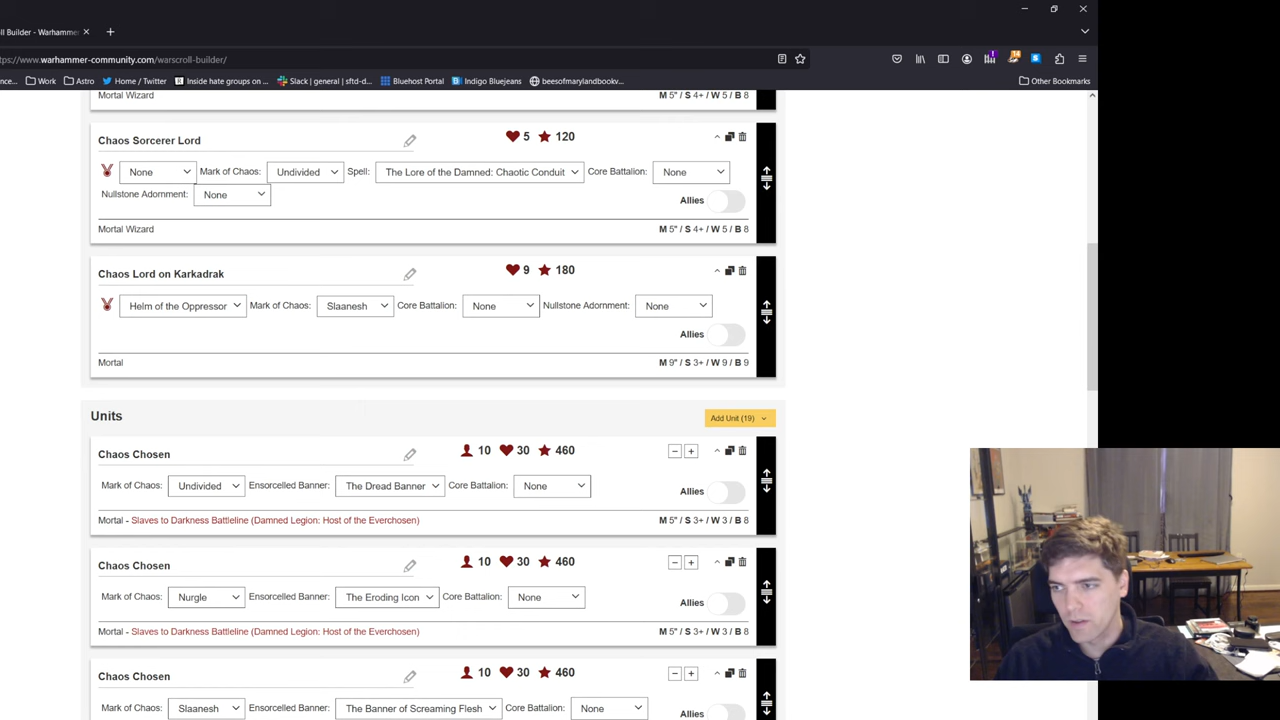 ll Builder - Warhamme
tps://www.warhammer-community.com/warscroll-builder/
14
ence...
Work
Astro
Home / Twitter
Inside hate groups on ...
Slack | general | sftd-d...
Bluehost Portal
Indigo Bluejeans
beesofmarylandbookv...
Other Bookmarks
Mortal Wizard
M 5" / S 4+ / W 5 / B 8
Chaos Sorcerer Lord
5
120
None
Mark of Chaos:
Undivided
Spell:
The Lore of the Damned: Chaotic Conduit
Core Battalion:
None
Nullstone Adornment:
None
Allies
Mortal Wizard
M 5" / S 4+ / W 5 / B 8
Chaos Lord on Karkadrak
9
180
Helm of the Oppressor
Mark of Chaos:
Slaanesh
Core Battalion:
None
Nullstone Adornment:
None
Allies
Mortal
M 9" / S 3+ / W 9 / B 9
Units
Add Unit (19)
Chaos Chosen
10
30
460
Mark of Chaos:
Undivided
Ensorcelled Banner:
The Dread Banner
Core Battalion:
None
Allies
Mortal - Slaves to Darkness Battleline (Damned Legion: Host of the Everchosen)
M 5" / S 3+ / W 3 / B 8
Chaos Chosen
10
30
460
Mark of Chaos:
Nurgle
Ensorcelled Banner:
The Eroding Icon
Core Battalion:
None
Allies
Mortal - Slaves to Darkness Battleline (Damned Legion: Host of the Everchosen)
M 5" / S 3+ / W 3 / B 8
Chaos Chosen
10
30
460
Mark of Chaos:
Slaanesh
Ensorcelled Banner:
The Banner of Screaming Flesh
Core Battalion:
None
Allies